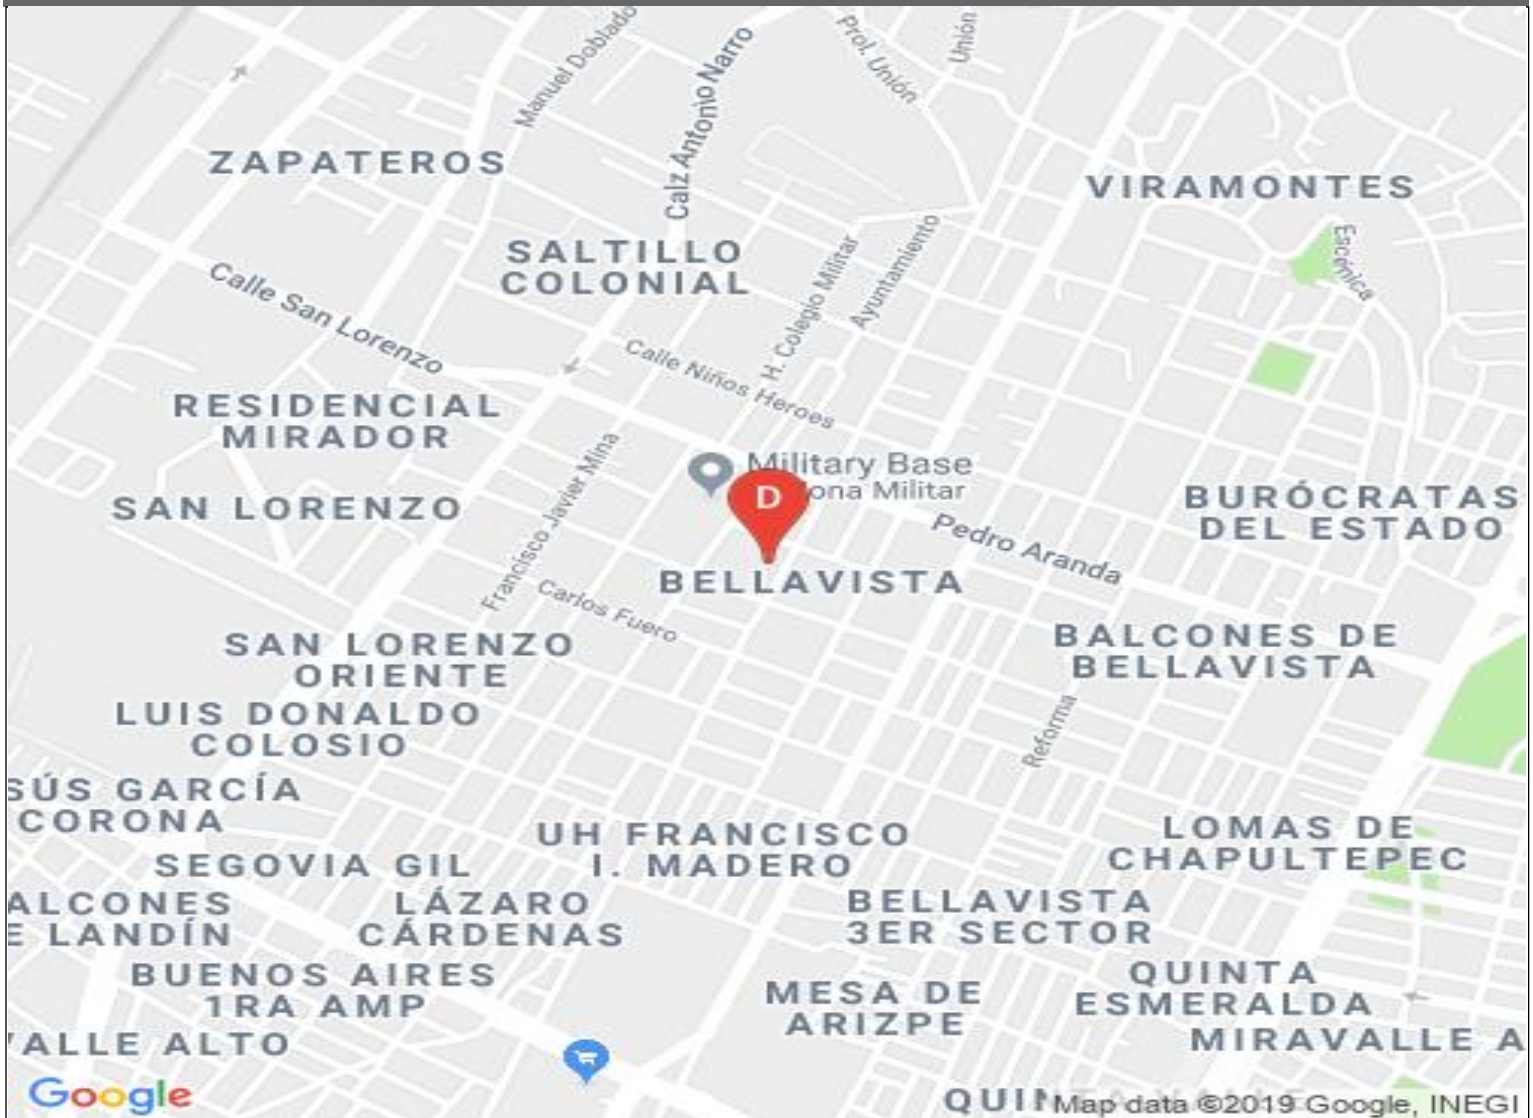 Manuel Doblado
Calz Antonio Narro
Prol. Unión
Unión
ZAPATEROS
VIRAMONTES
SALTILLO
COLONIAL
H. Colegio Militar
Ayuntamiento
Escénica
Calle San Lorenzo
Calle Niños Heroes
RESIDENCIAL
MIRADOR
Francisco Javier Mina
Military Base
ona Militar
D
SAN LORENZO
BURÓCRATAS
DEL ESTADO
Pedro Aranda
BELLAVISTA
Carlos Fuero
SAN LORENZO
ORIENTE
BALCONES DE
BELLAVISTA
LUIS DONALDO
COLOSIO
Reforma
SÚS GARCÍA
CORONA
UH FRANCISCO
I. MADERO
LOMAS DE
CHAPULTEPEC
SEGOVIA GIL
ALCONES
E LANDÍN
LÁZARO
CÁRDENAS
BELLAVISTA
3ER SECTOR
BUENOS AIRES
1RA AMP
MESA DE
ARIZPE
QUINTA
ESMERALDA
MIRAVALLE A
ALLE ALTO
Google
Map data ©2019 Google, INEGI